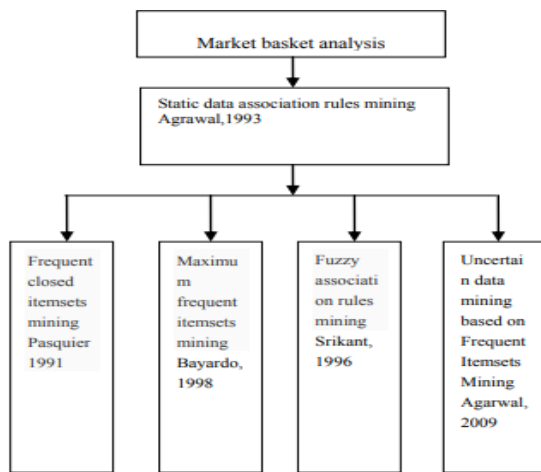 Market basket analysis
Static data association rules mining
Agrawal,1993
Frequent
closed
itemsets
mining
Pasquier
1991
Maximu
m
frequent
itemsets
mining
Bayardo,
1998
Fuzzy
associati
on rules
mining
Srikant,
1996
Uncertai
n data
mining
based on
Frequent
Itemsets
Mining
Agarwal,
2009